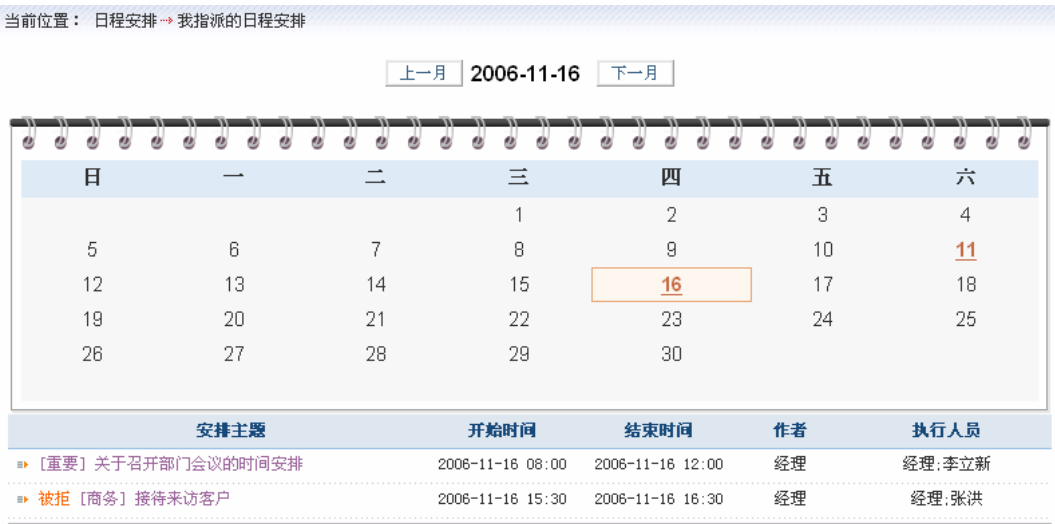 当前位置： 日程安排 我指派的日程安排
上一月 2006-11-16 下一月
日 一 二 三 四 五 六
1 2 3 4
5 6 7 8 9 10 11
12 13 14 15 16 17 18
19 20 21 22 23 24 25
26 27 28 29 30
安排主题 开始时间 结束时间 作者 执行人员
[重要] 关于召开部门会议的时间安排 2006-11-16 08:00 2006-11-16 12:00 经理 经理;李立新
被拒 [商务] 接待来访客户 2006-11-16 15:30 2006-11-16 16:30 经理 经理;张洪